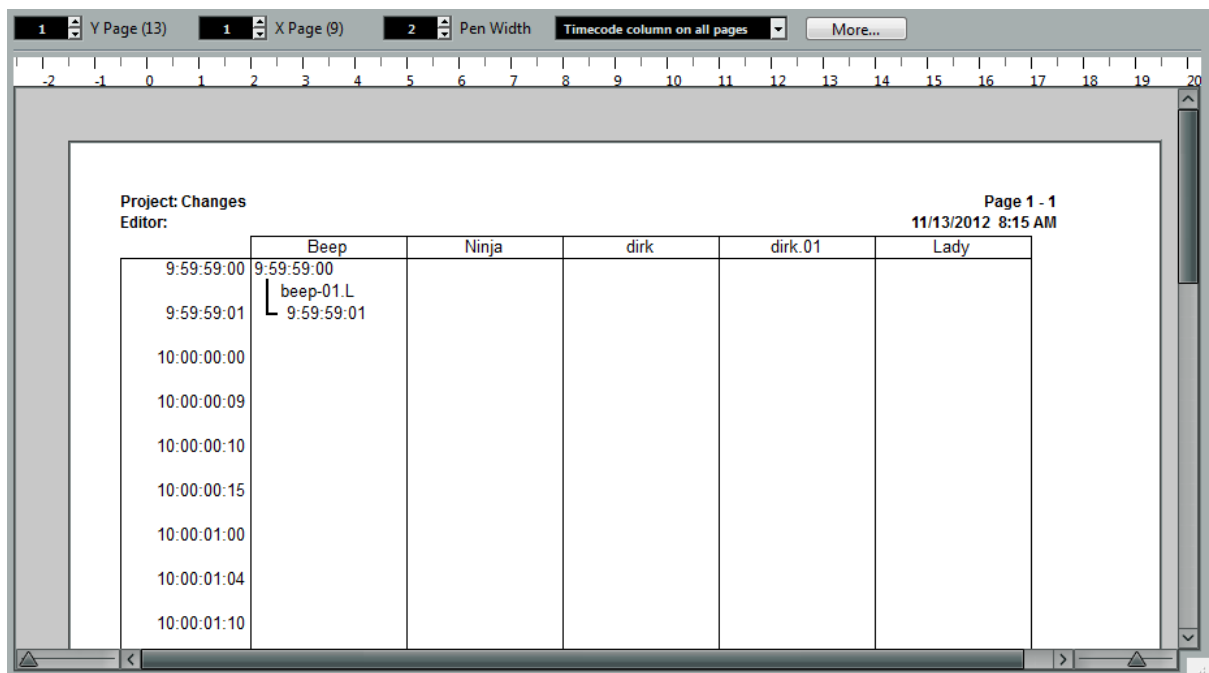 1 Y Page (13) 1 X Page (9) 2 Pen Width Timecode column on all pages More...
-2 -1 0 1 2 3 4 5 6 7 8 9 10 11 12 13 14 15 16 17 18 19 20
Project: Changes Page 1 - 1
Editor: 11/13/2012 8:15 AM
Beep Ninja dirk dirk.01 Lady
9:59:59:00 9:59:59:00
beep-01.L
9:59:59:01 9:59:59:01
10:00:00:00
10:00:00:09
10:00:00:10
10:00:00:15
10:00:01:00
10:00:01:04
10:00:01:10